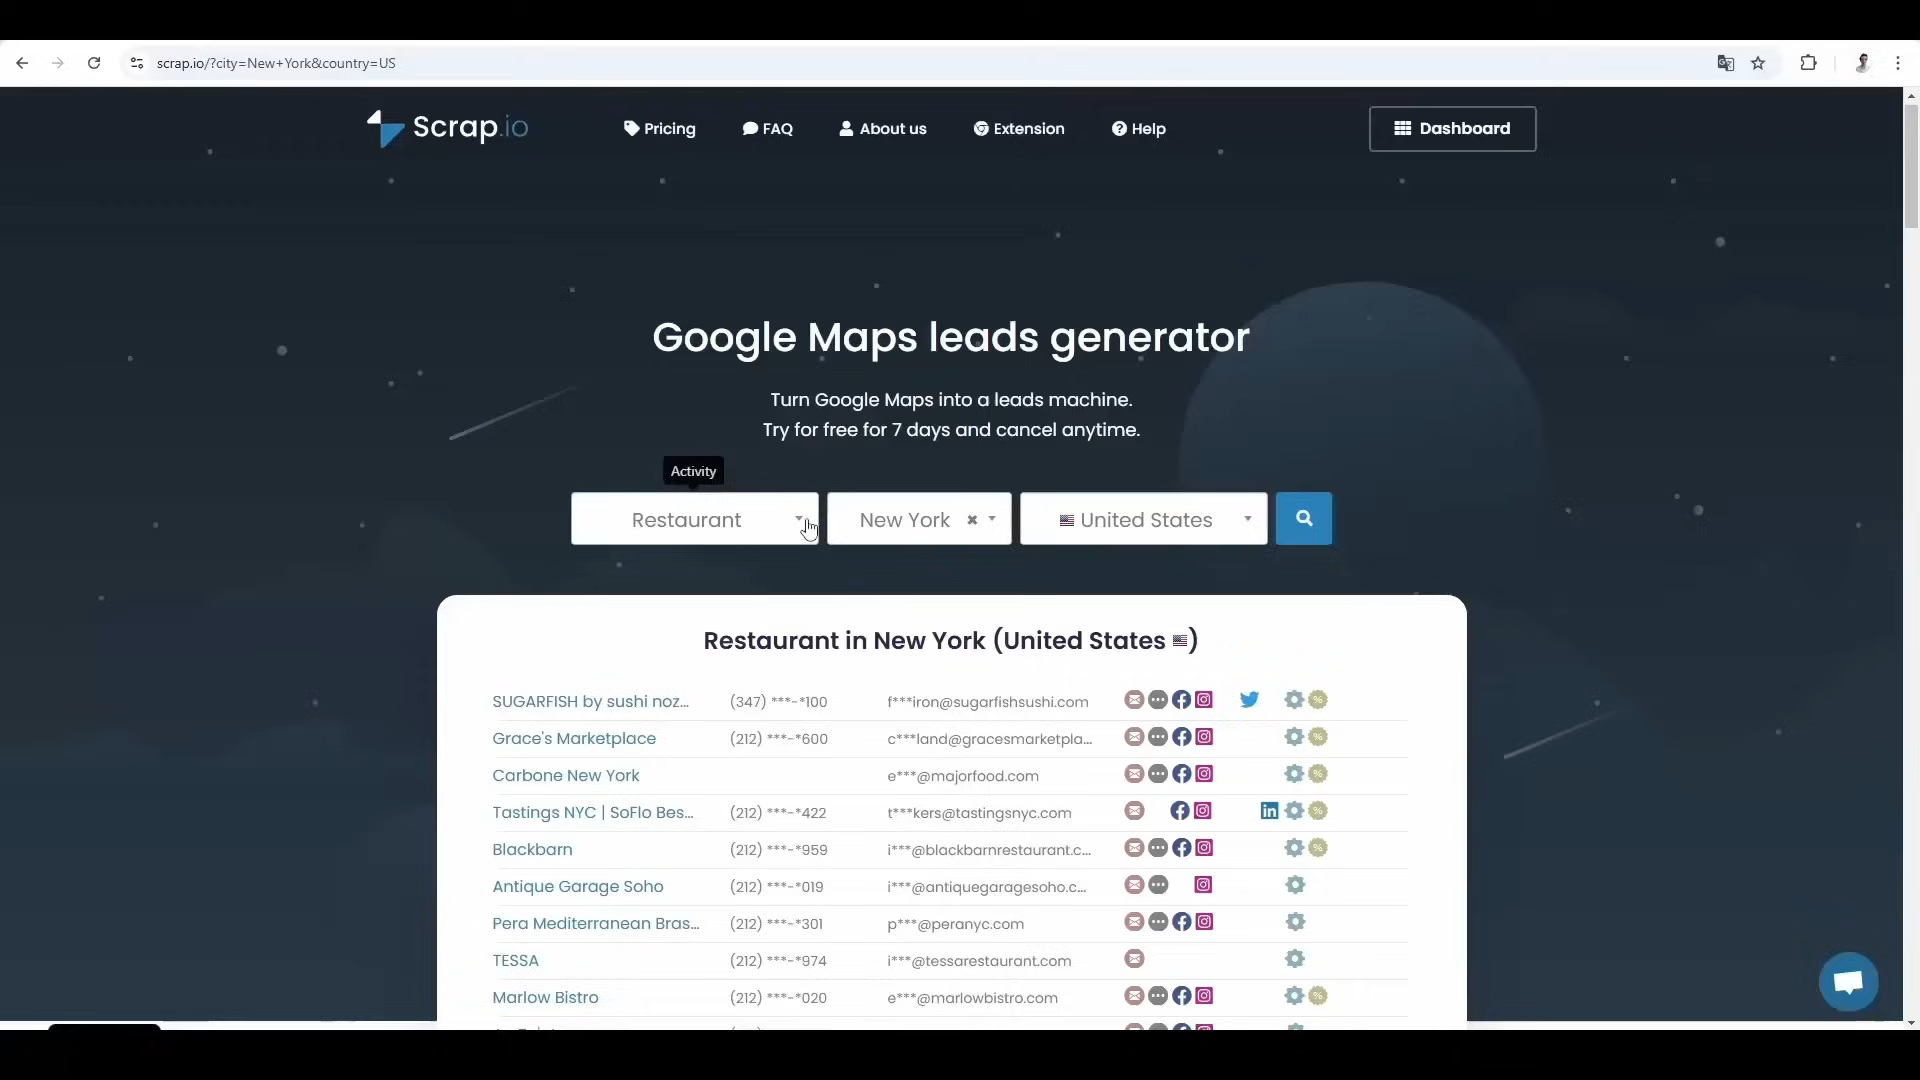 scrap.io/?city=New+York&country=US
Scrap.io
Pricing
FAQ
About us
Extension
Help
Dashboard
Google Maps leads generator
Turn Google Maps into a leads machine.
Try for free for 7 days and cancel anytime.
Activity
Restaurant
New York
United States
Restaurant in New York (United States)
SUGARFISH by sushi noz... (347) ***-*100 f***iron@sugarfishsushi.com
Grace's Marketplace (212) ***-*600 c***land@gracesmarketpla...
Carbone New York e***@majorfood.com
Tastings NYC | SoFlo Bes... (212) ***-*422 t***kers@tastingsnyc.com
Blackbarn (212) ***-*959 i***@blackbarnrestaurant.c...
Antique Garage Soho (212) ***-*019 i***@antiquegaragesoho.c...
Pera Mediterranean Bras... (212) ***-*301 p***@peranyc.com
TESSA (212) ***-*974 i***@tessarestaurant.com
Marlow Bistro (212) ***-*020 e***@marlowbistro.com